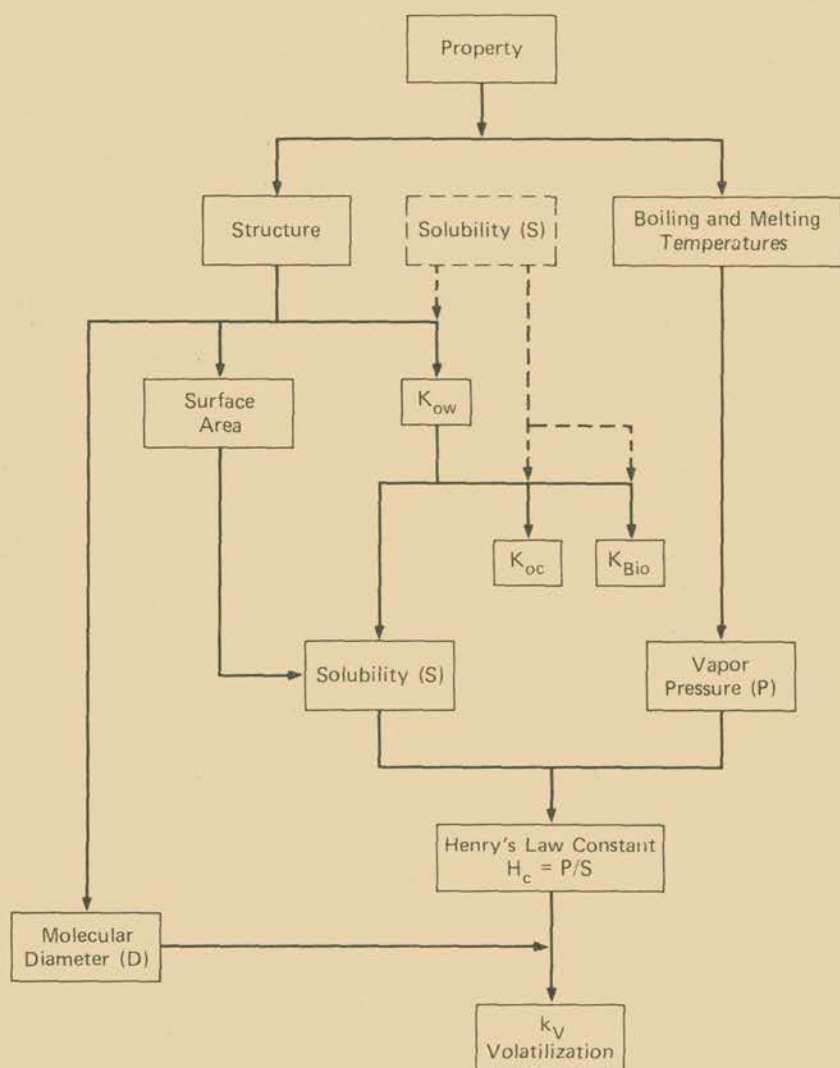 Property
Structure
Solubility (S)
Boiling and Melting
Temperatures
Surface
Area
K_ow
K_oc
K_Bio
Solubility (S)
Vapor
Pressure (P)
Henry's Law Constant
H_c = P/S
Molecular
Diameter (D)
k_V
Volatilization